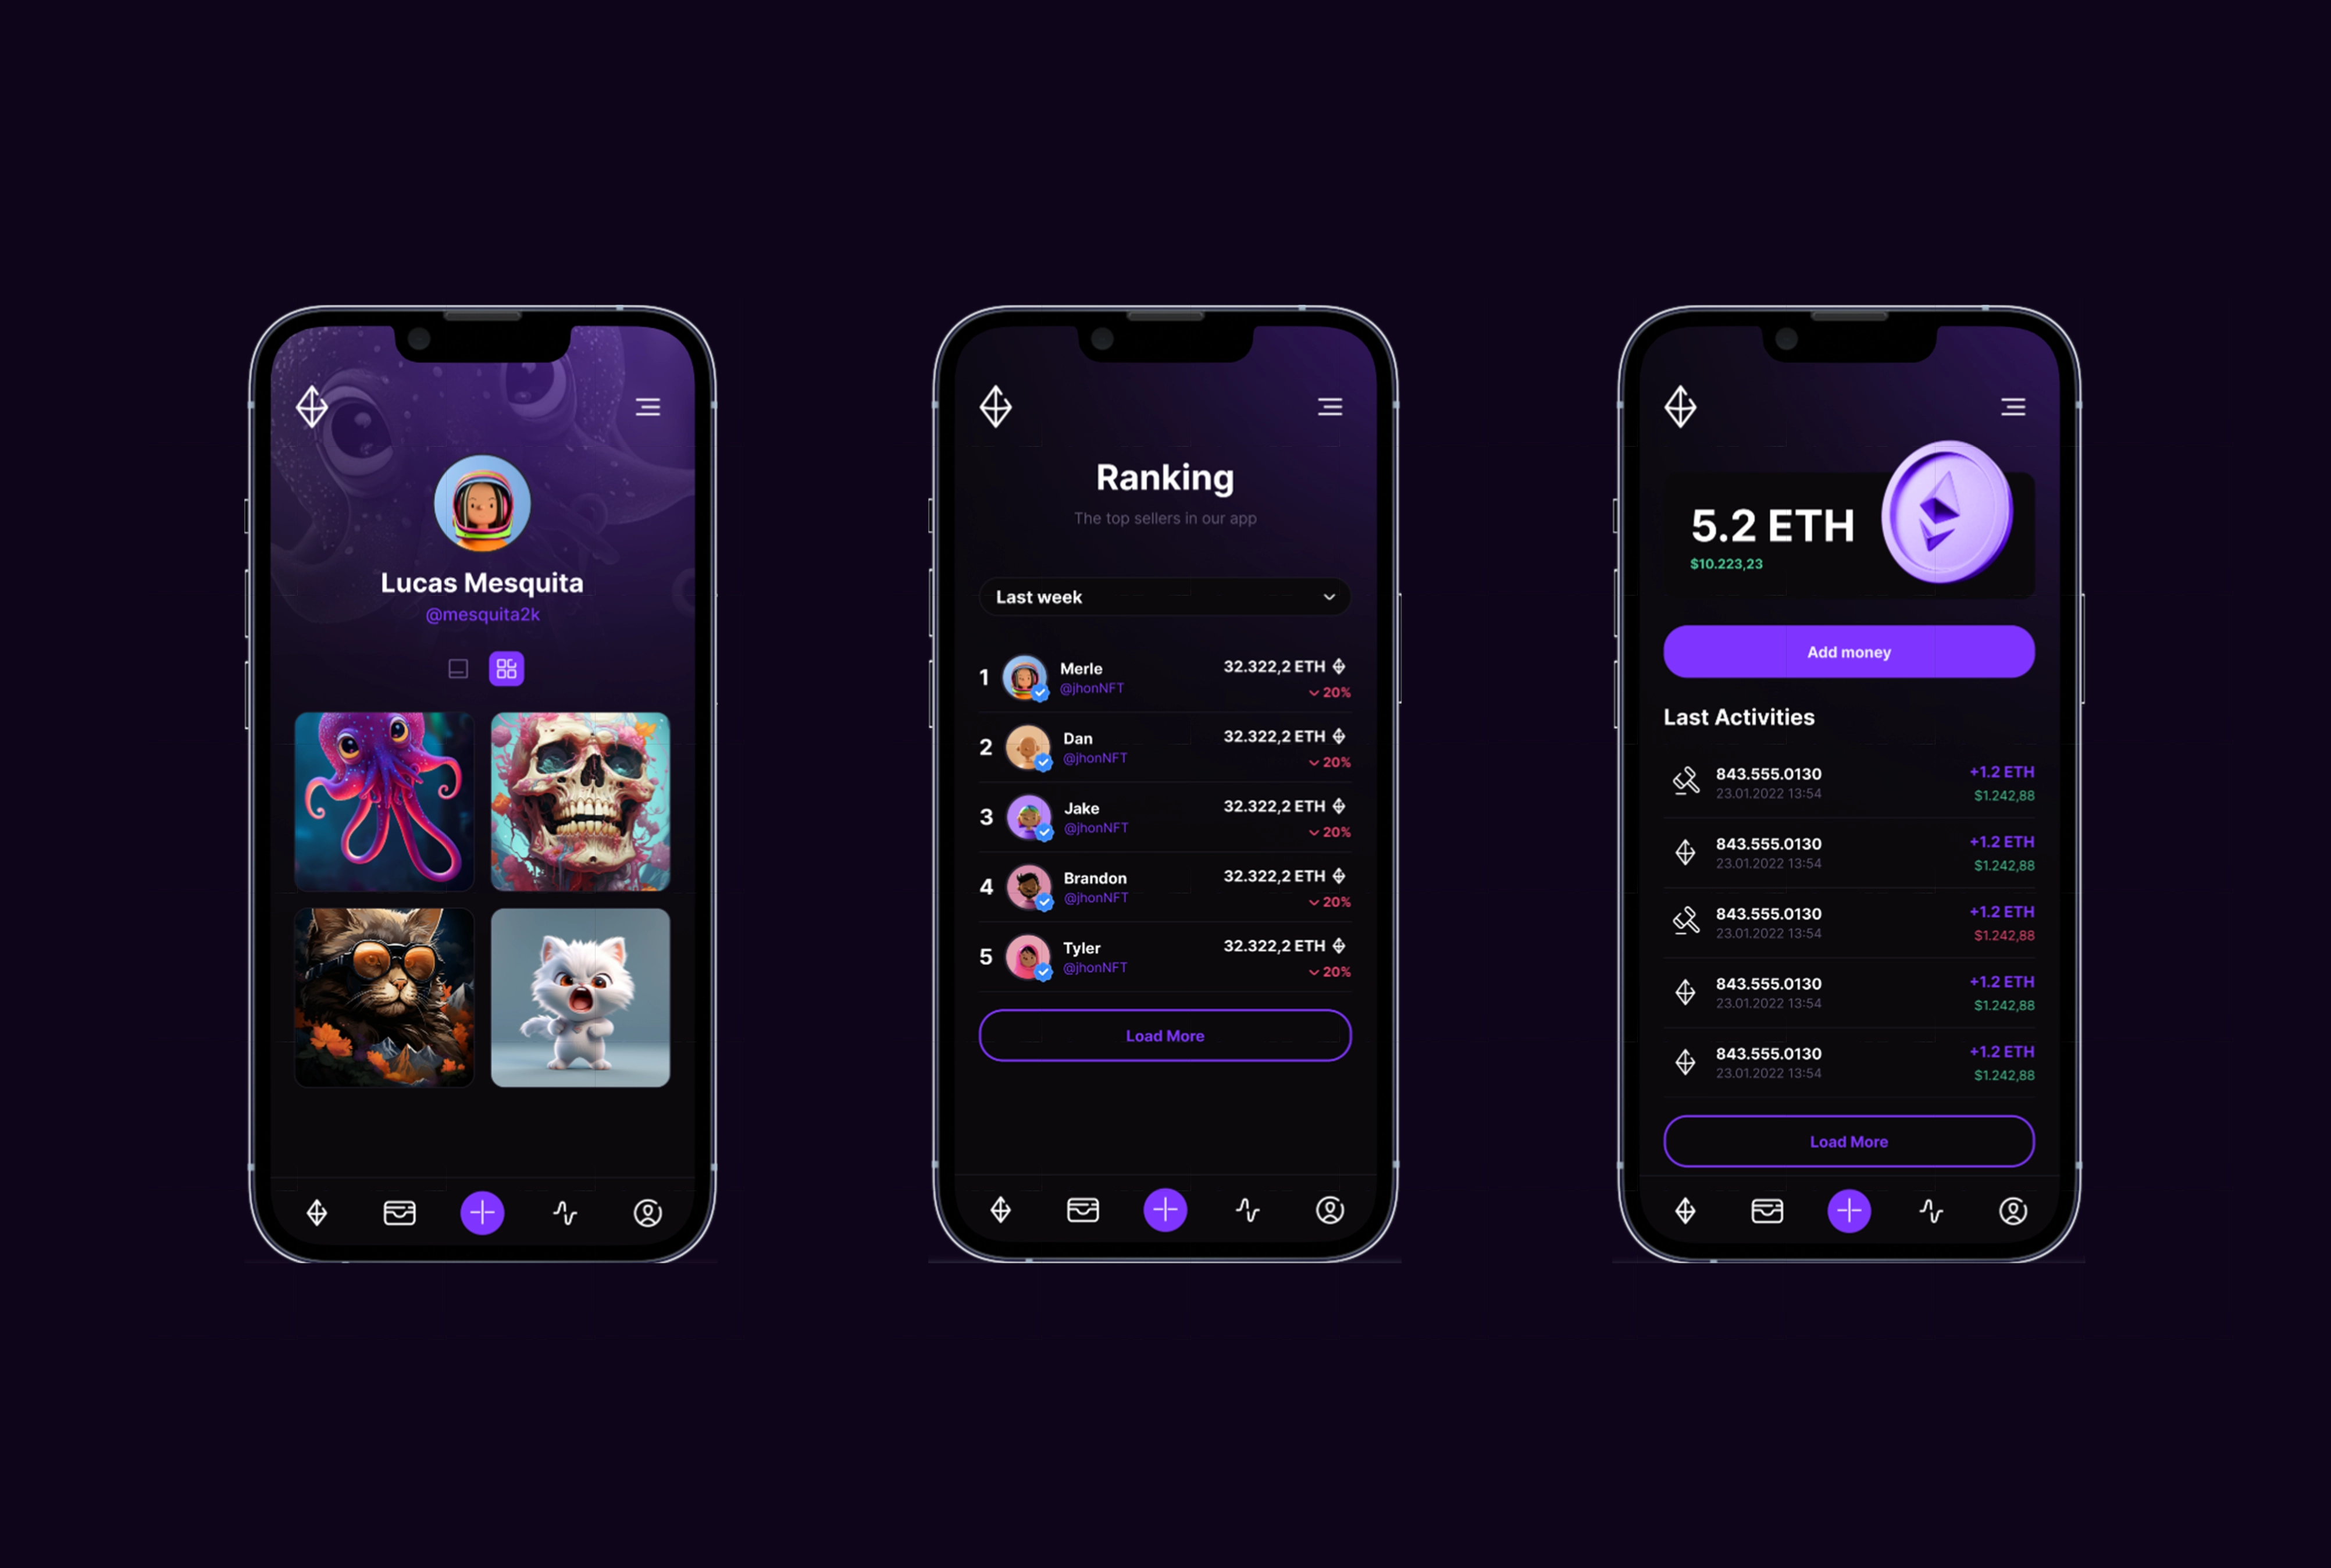 Lucas Mesquita
@mesquita2k
Ranking
The top sellers in our app
Last week
1 Merle 32.322,2 ETH
@jhonNFT 20%
2 Dan 32.322,2 ETH
@jhonNFT 20%
3 Jake 32.322,2 ETH
@jhonNFT 20%
4 Brandon 32.322,2 ETH
@jhonNFT 20%
5 Tyler 32.322,2 ETH
@jhonNFT 20%
Load More
5.2 ETH
$10.223,23
Add money
Last Activities
843.555.0130 +1.2 ETH
23.01.2022 13:54 $1.242,88
843.555.0130 +1.2 ETH
23.01.2022 13:54 $1.242,88
843.555.0130 +1.2 ETH
23.01.2022 13:54 $1.242,88
843.555.0130 +1.2 ETH
23.01.2022 13:54 $1.242,88
843.555.0130 +1.2 ETH
23.01.2022 13:54 $1.242,88
Load More